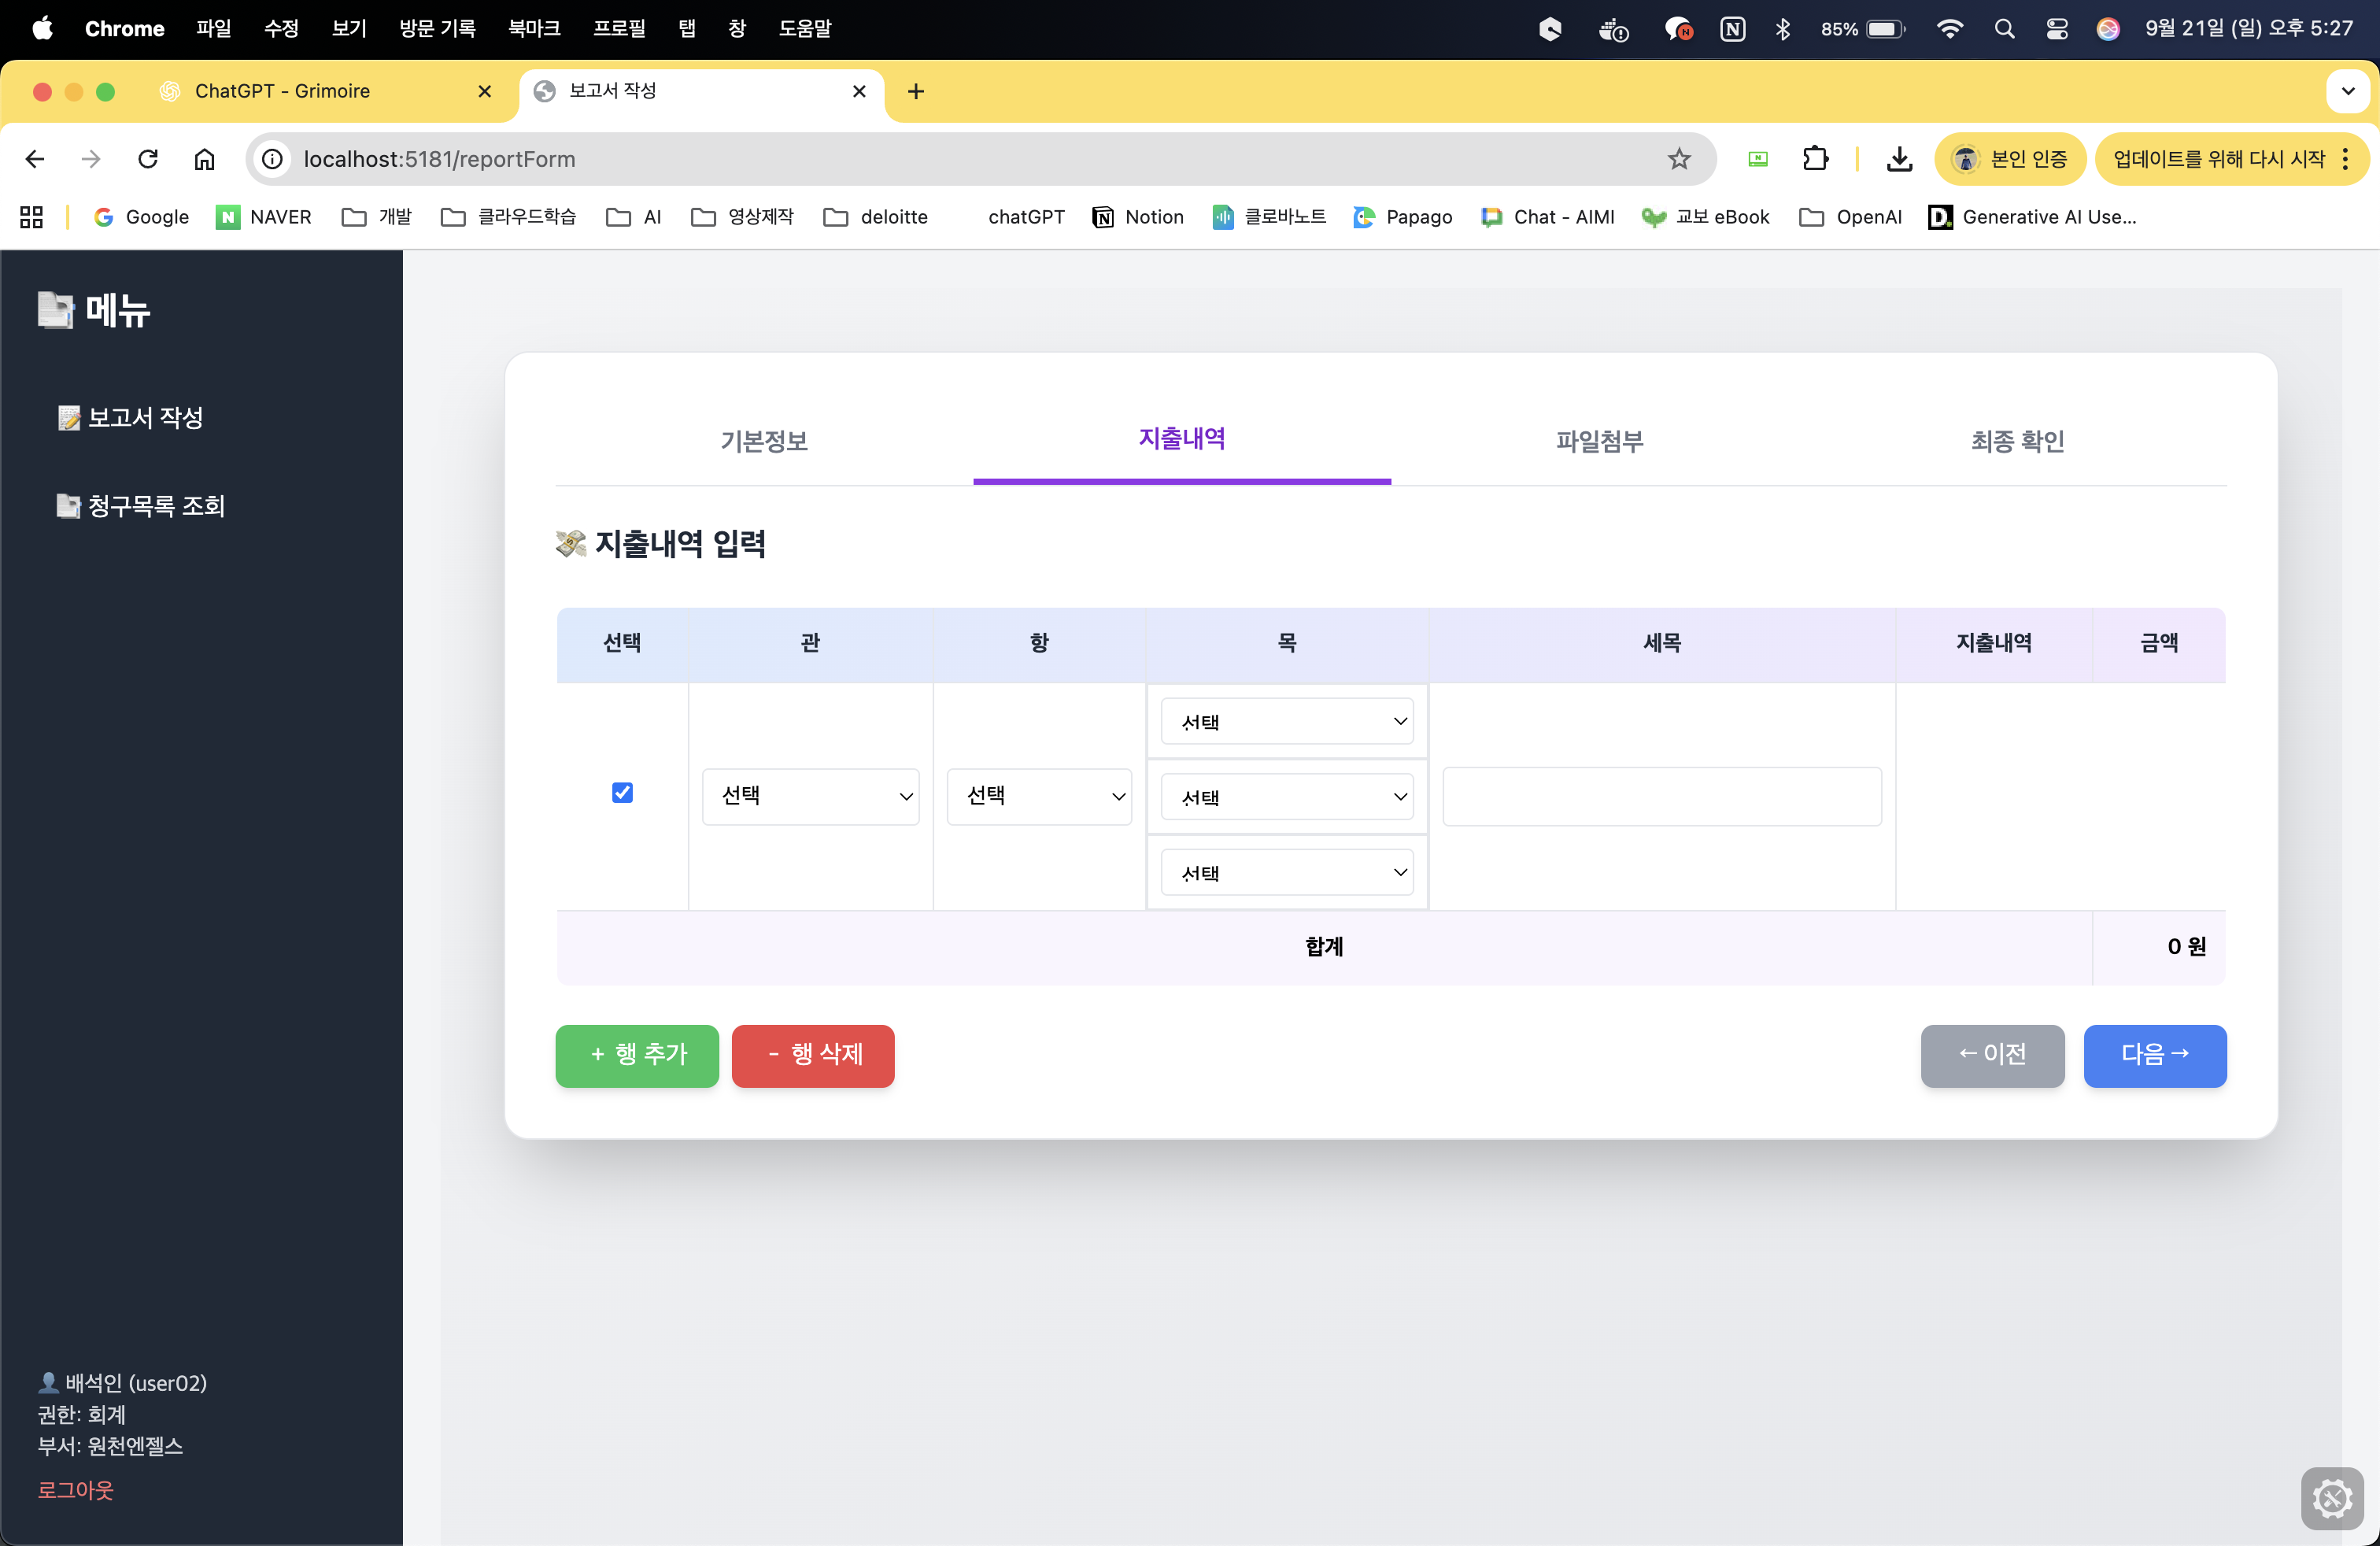 Chrome 파일 수정 보기 방문 기록 북마크 프로필 탭 창 도움말 85% 9월 21일 (일) 오후 5:27
ChatGPT - Grimoire 보고서 작성
localhost:5181/reportForm 본인 인증 업데이트를 위해 다시 시작
Google NAVER 개발 클라우드학습 AI 영상제작 deloitte chatGPT Notion 클로바노트 Papago Chat - AIMI 교보 eBook OpenAI Generative AI Use...
메뉴
보고서 작성
청구목록 조회
기본정보 지출내역 파일첨부 최종 확인
지출내역 입력
선택 관 항 목 세목 지출내역 금액
선택
선택 선택 선택
선택
합계 0 원
+ 행 추가 - 행 삭제 ← 이전 다음 →
배석인 (user02)
권한: 회계
부서: 원천엔젤스
로그아웃